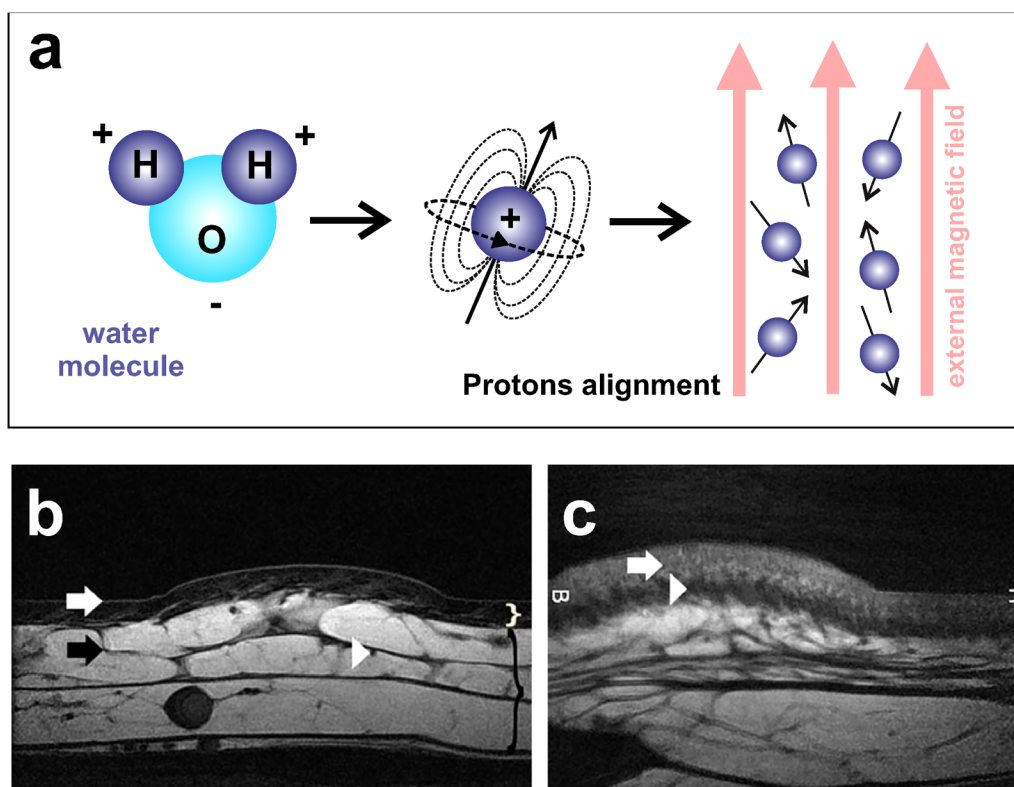 a
+
+
H
H
O
-
water
molecule
+
Protons alignment
external magnetic field
b
}
}
c
B